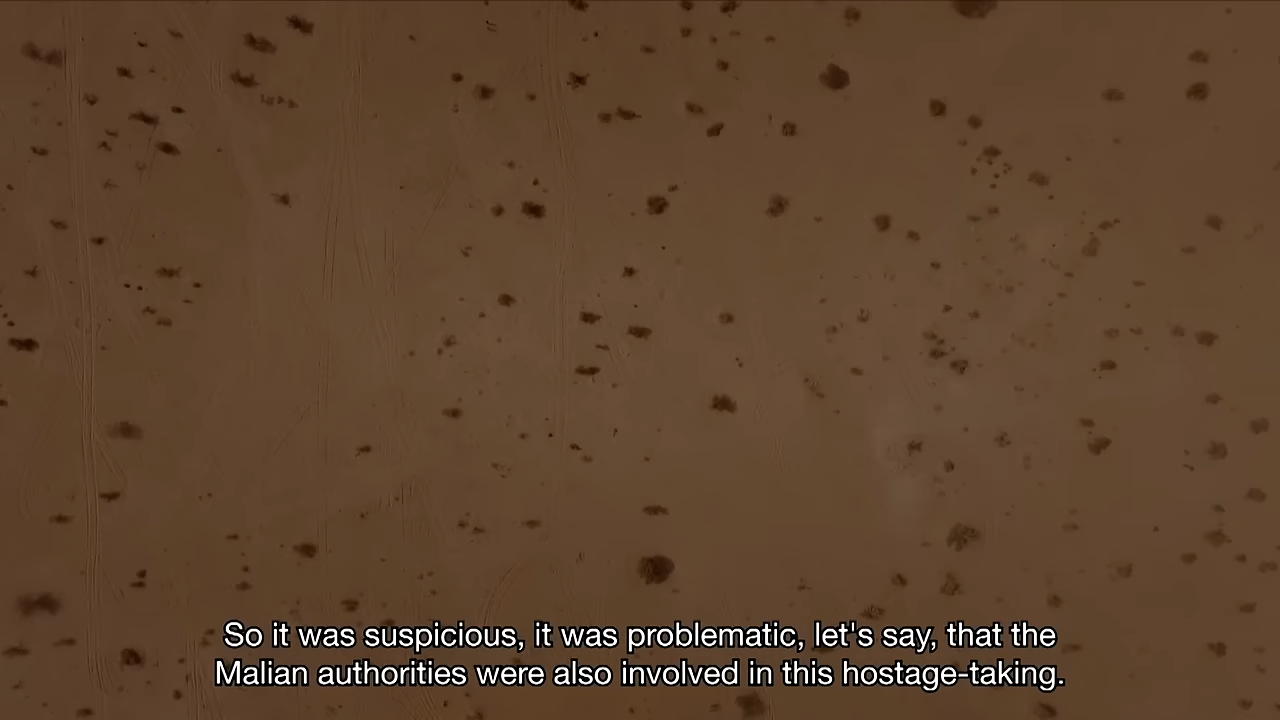 So it was suspicious, it was problematic, let's say, that the
Malian authorities were also involved in this hostage-taking.